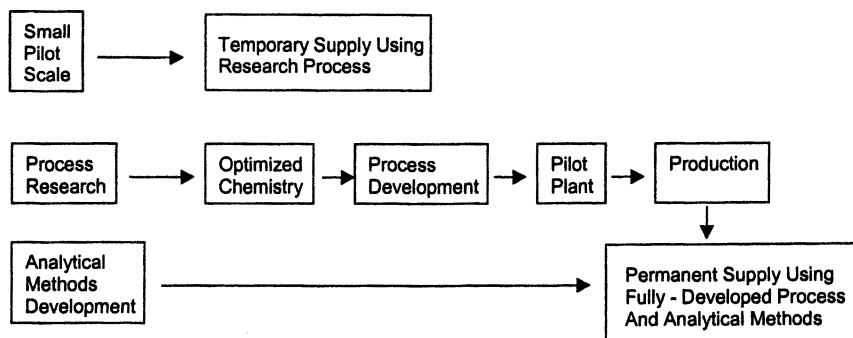 Small
Pilot
Scale
Temporary Supply Using
Research Process
Process
Research
Optimized
Chemistry
Process
Development
Pilot
Plant
Production
Analytical
Methods
Development
Permanent Supply Using
Fully - Developed Process
And Analytical Methods